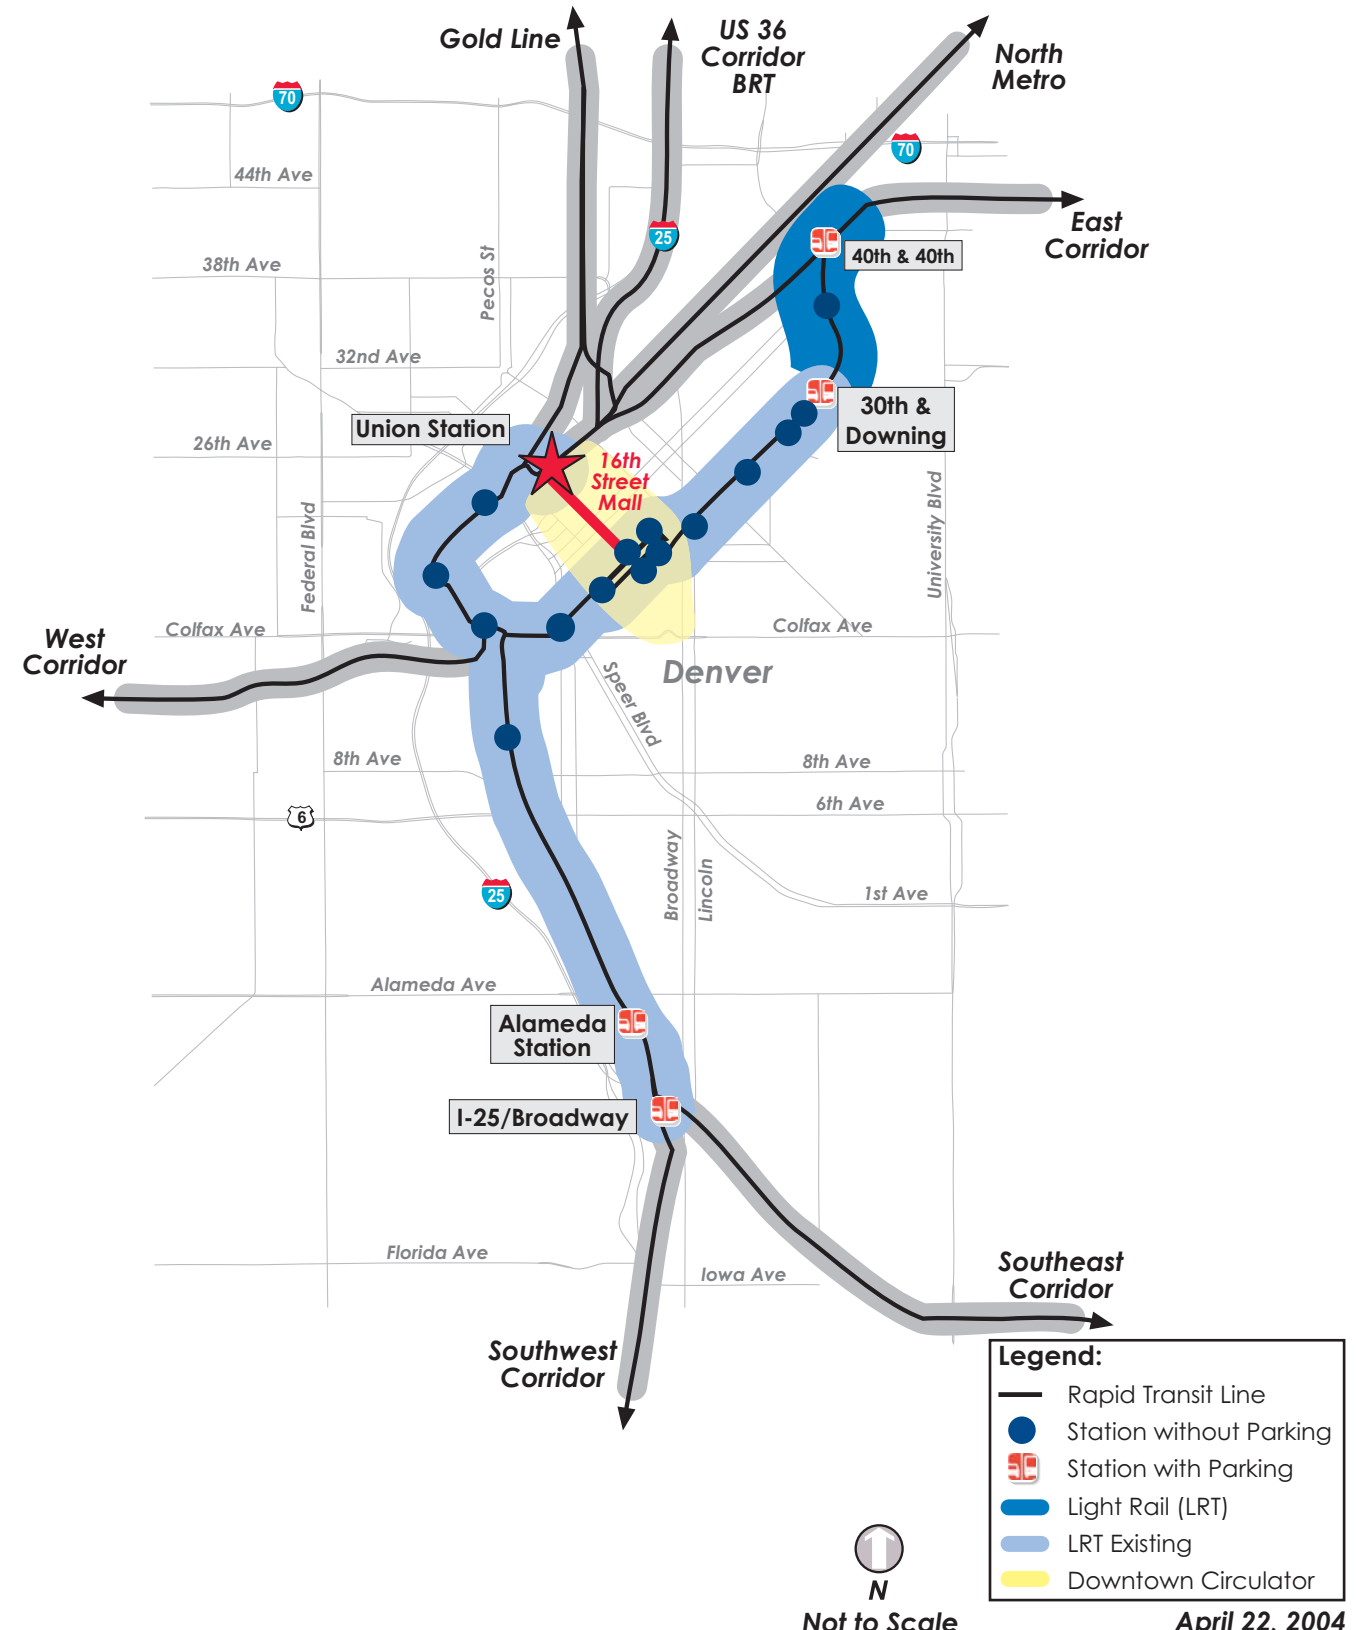 Gold Line
US 36
Corridor
BRT
North
Metro
70
70
44th Ave
East
Corridor
25
40th & 40th
38th Ave
Pecos St
32nd Ave
30th &
Downing
Union Station
26th Ave
16th
Street
Mall
Federal Blvd
University Blvd
West
Corridor
Colfax Ave
Colfax Ave
Denver
Speer Blvd
8th Ave
8th Ave
6th Ave
6
Broadway
Lincoln
25
1st Ave
Alameda Ave
Alameda
Station
I-25/Broadway
Florida Ave
Iowa Ave
Southeast
Corridor
Southwest
Corridor
Legend:
Rapid Transit Line
Station without Parking
Station with Parking
Light Rail (LRT)
LRT Existing
Downtown Circulator
N
Not to Scale
April 22, 2004